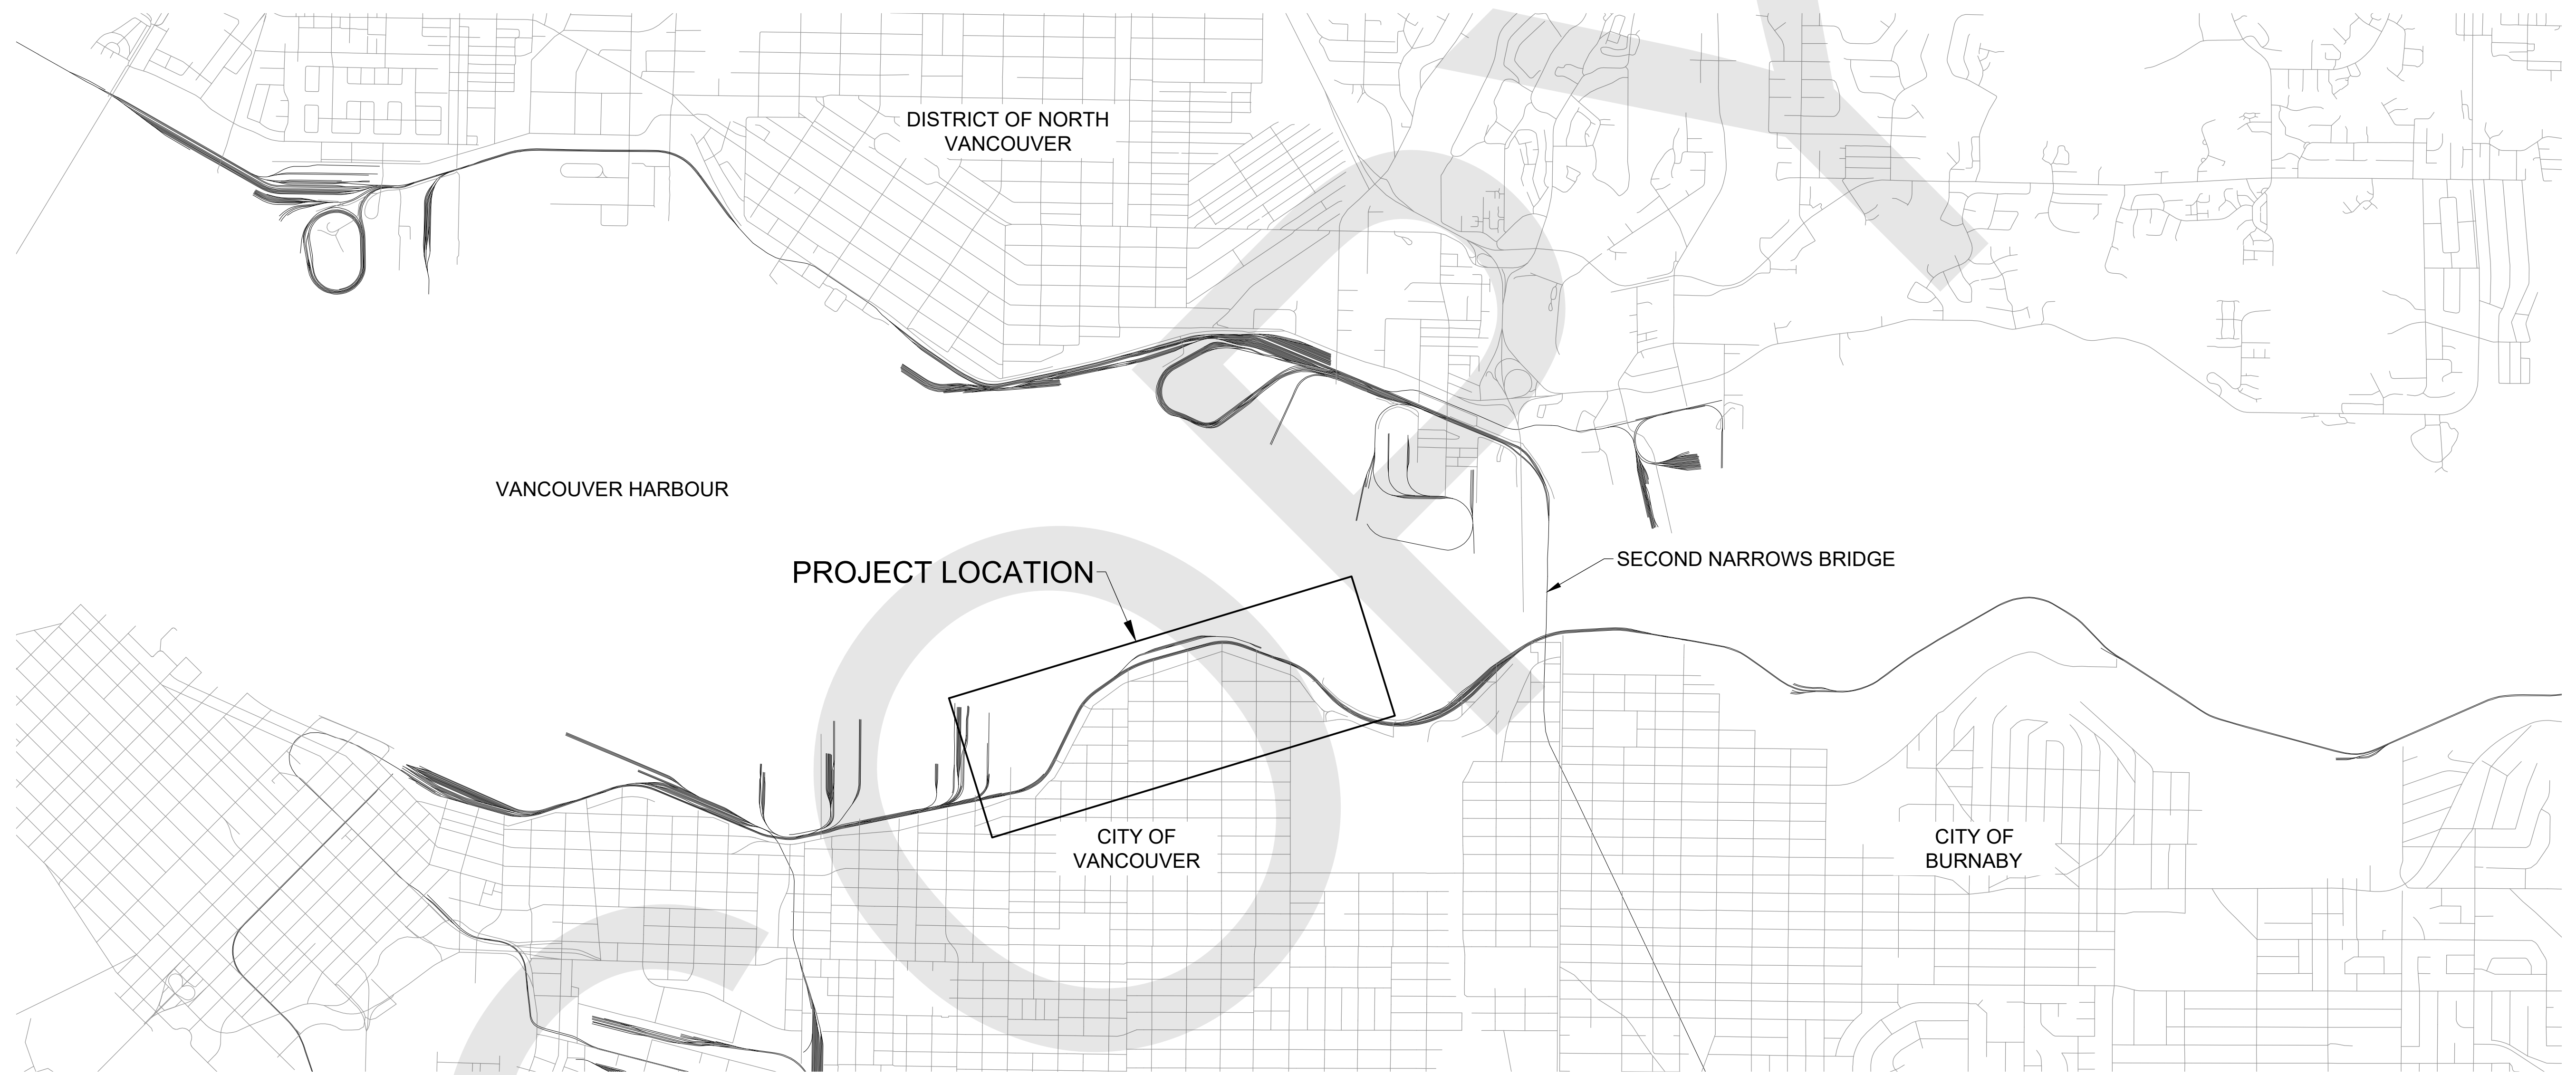 DISTRICT OF NORTH
VANCOUVER
VANCOUVER HARBOUR
PROJECT LOCATION
SECOND NARROWS BRIDGE
CITY OF
VANCOUVER
CITY OF
BURNABY